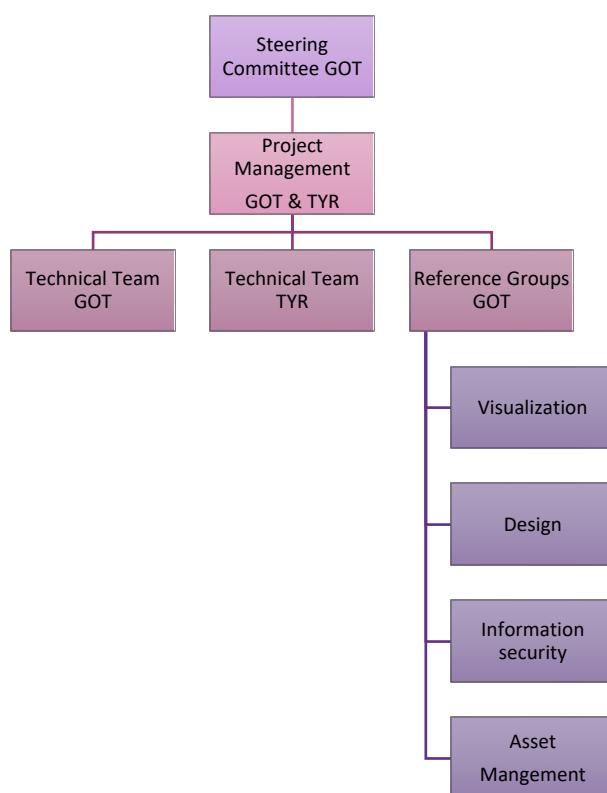 Steering
Committee GOT
Project
Management
GOT & TYR
Technical Team
GOT
Technical Team
TYR
Reference Groups
GOT
Visualization
Design
Information
security
Asset
Mangement